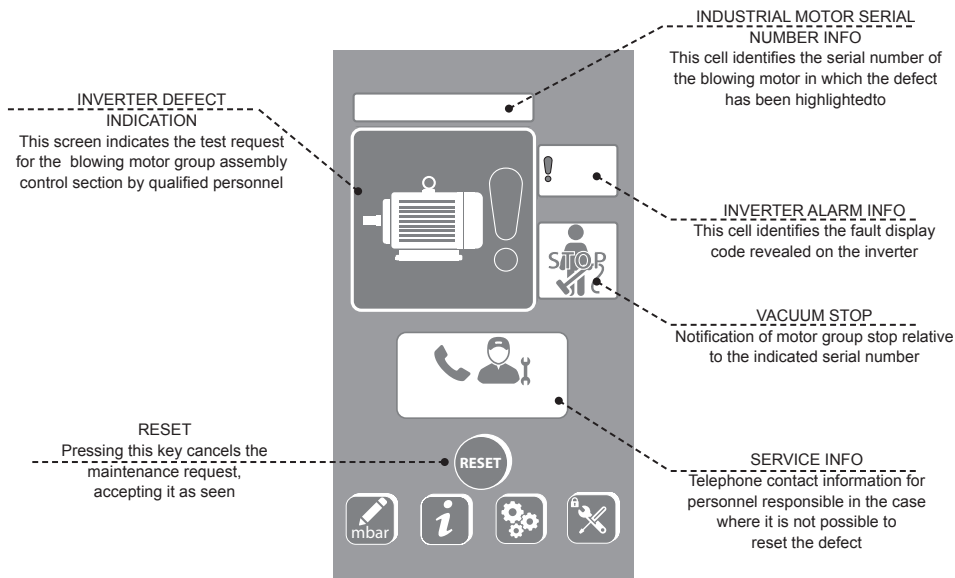 INDUSTRIAL MOTOR SERIAL
NUMBER INFO
This cell identifies the serial number of
the blowing motor in which the defect
has been highlightedto
INVERTER DEFECT
INDICATION
This screen indicates the test request
for the blowing motor group assembly
control section by qualified personnel
!
INVERTER ALARM INFO
This cell identifies the fault display
code revealed on the inverter
STOP
VACUUM STOP
Notification of motor group stop relative
to the indicated serial number
RESET
Pressing this key cancels the
maintenance request,
accepting it as seen
RESET
SERVICE INFO
Telephone contact information for
personnel responsible in the case
where it is not possible to
reset the defect
mbar
i